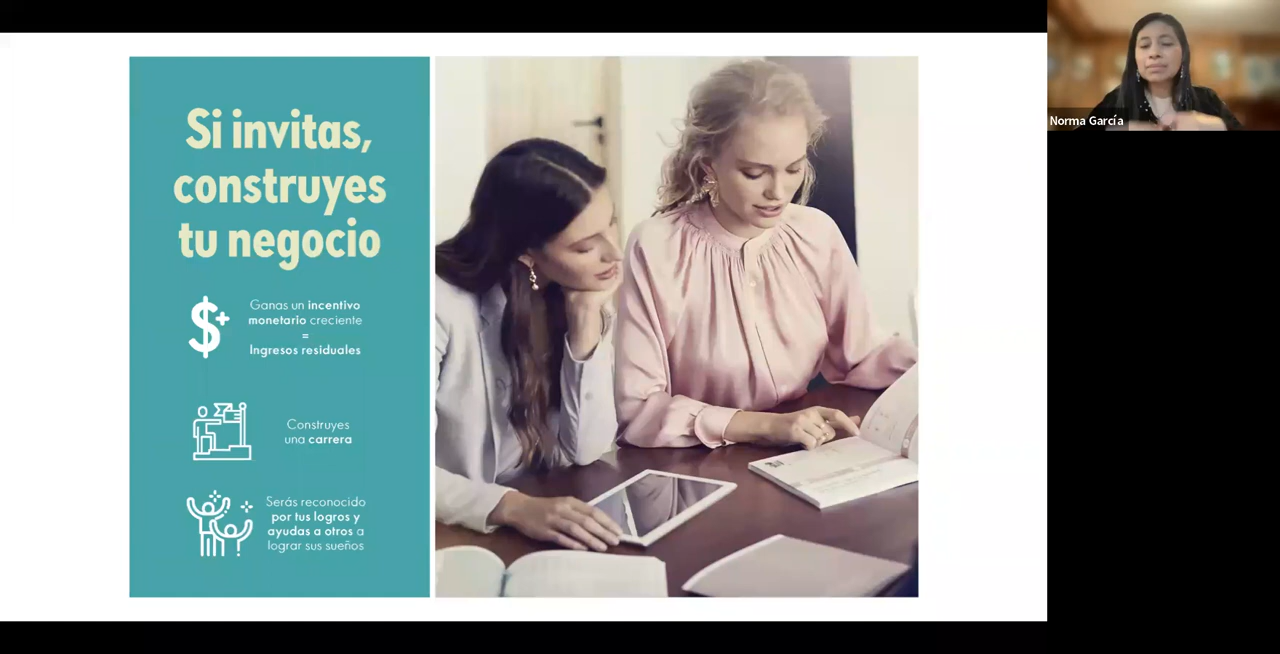 Si invitas,
construyes
tu negocio
Ganas un incentivo
monetario creciente
=
Ingresos residuales
Construyes
una carrera
Serás reconocido
por tus logros y
ayudas a otros a
lograr sus sueños
Norma García